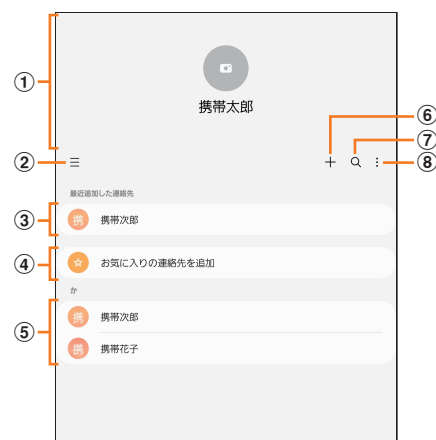 ①
携帯太郎
⑥
⑦
② ⑧
最近追加した連絡先
③ 携 携帯次郎
④ お気に入りの連絡先を追加
か
⑤ 携 携帯次郎
携 携帯花子